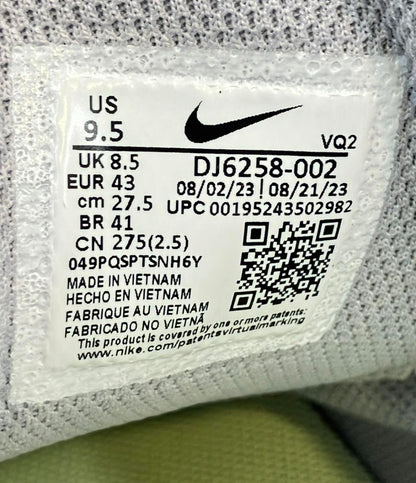 US
9.5
VQ2
UK 8.5
DJ6258-002
EUR 43
08/02/23 | 08/21/23
cm 27.5
UPC 00195243502982
BR 41
CN 275(2.5)
049PQSPTSNH6Y
MADE IN VIETNAM
HECHO EN VIETNAM
FABRIQUE AU VIETNAM
FABRICADO NO VIETNÃ
This product is covered by one or more patents:
www.nike.com/patentsvirtualmarking